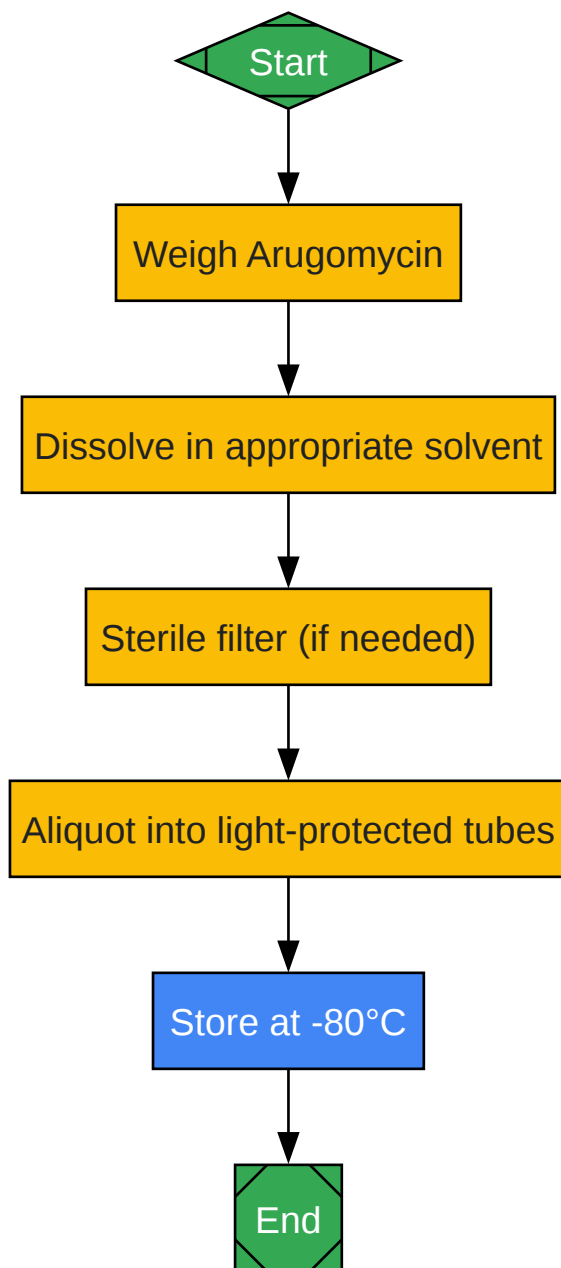 Start
Weigh Arugomycin
Dissolve in appropriate solvent
Sterile filter (if needed)
Aliquot into light-protected tubes
Store at -80°C
End